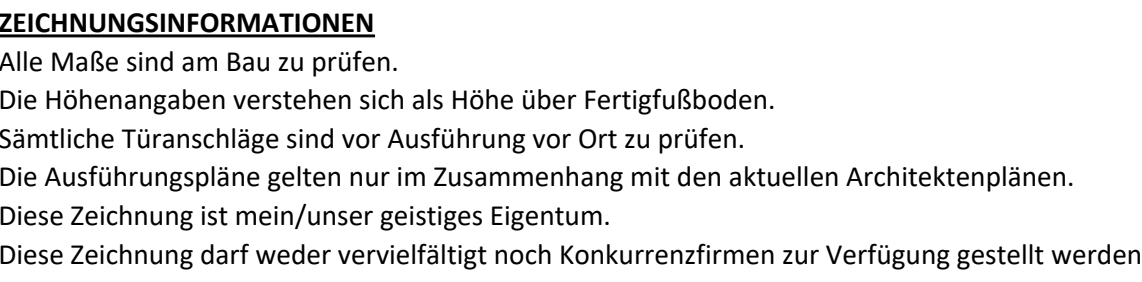 ZEICHNUNGSINFORMATIONEN
Alle Maße sind am Bau zu prüfen.
Die Höhenangaben verstehen sich als Höhe über Fertigfußboden.
Sämtliche Türanschläge sind vor Ausführung vor Ort zu prüfen.
Die Ausführungspläne gelten nur im Zusammenhang mit den aktuellen Architektenplänen.
Diese Zeichnung ist mein/unser geistiges Eigentum.
Diese Zeichnung darf weder vervielfältigt noch Konkurrenzfirmen zur Verfügung gestellt werden